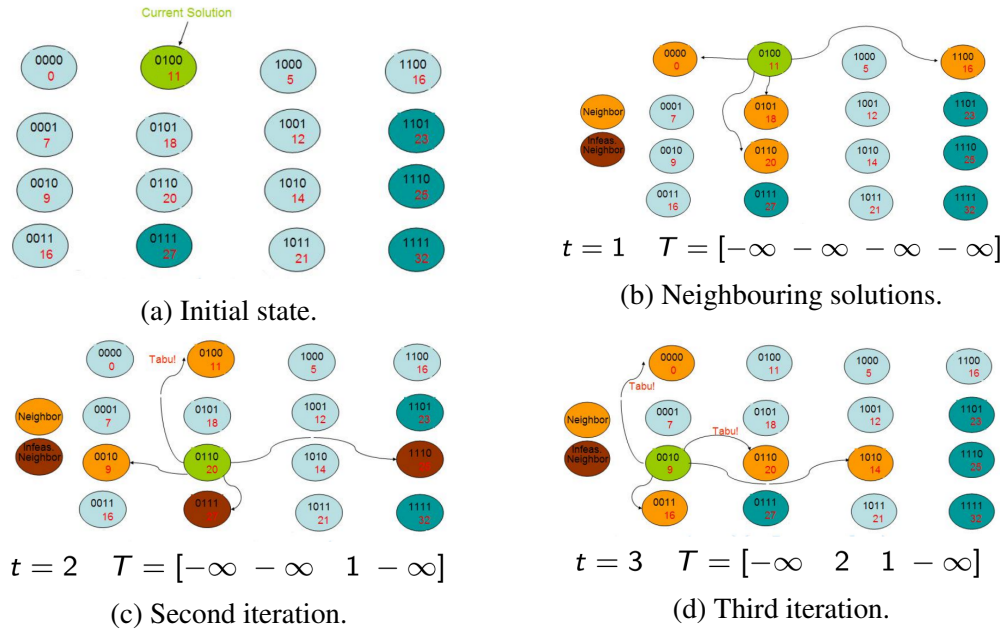 Current Solution
0000 0100 1000 1100
0 11 5 16
0001 0101 1001 1101
7 18 12 23
0010 0110 1010 1110
9 20 14 25
0011 0111 1011 1111
16 27 21 32
(a) Initial state.
0000 0100 1000 1100
0 11 5 16
Neighbor 0001 0101 1001 1101
7 18 12 23
Infeas. Neighbor 0010 0110 1010 1110
9 20 14 25
0011 0111 1011 1111
16 27 21 32
t = 1 T = [−∞ −∞ −∞ −∞]
(b) Neighbouring solutions.
Tabu!
0000 0100 1000 1100
0 11 5 16
Neighbor 0001 0101 1001 1101
7 18 12 23
Infeas. Neighbor 0010 0110 1010 1110
9 20 14
0011 0111 1011 1111
16 21 32
t = 2 T = [−∞ −∞ 1 −∞]
(c) Second iteration.
0000 0100 1000 1100
0 11 5 16
Tabu!
Neighbor 0001 0101 1001 1101
7 18 12 23
Tabu!
Infeas. Neighbor 0010 0110 1010 1110
9 20 14 25
0011 0111 1011 1111
16 27 21 32
t = 3 T = [−∞ 2 1 −∞]
(d) Third iteration.